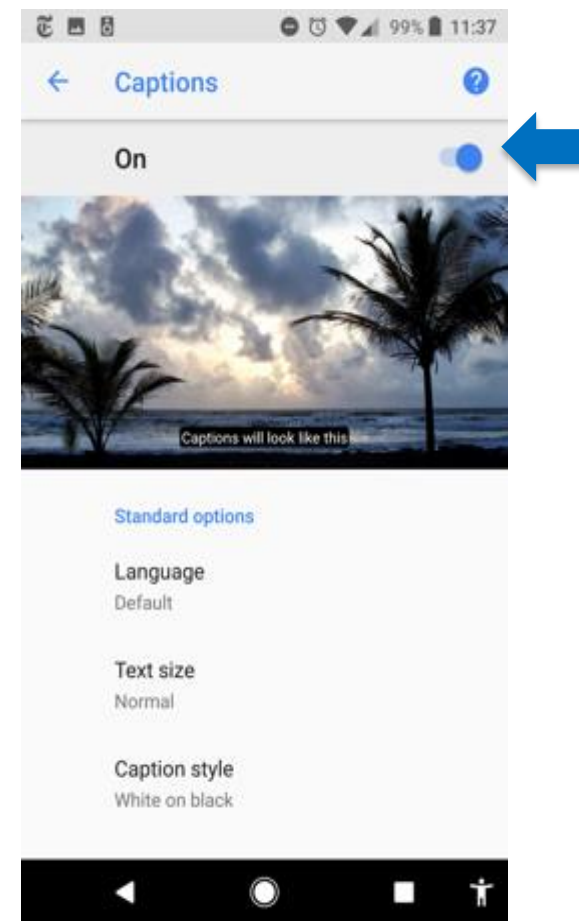 99% 11:37
Captions
On
Captions will look like this
Standard options
Language
Default
Text size
Normal
Caption style
White on black